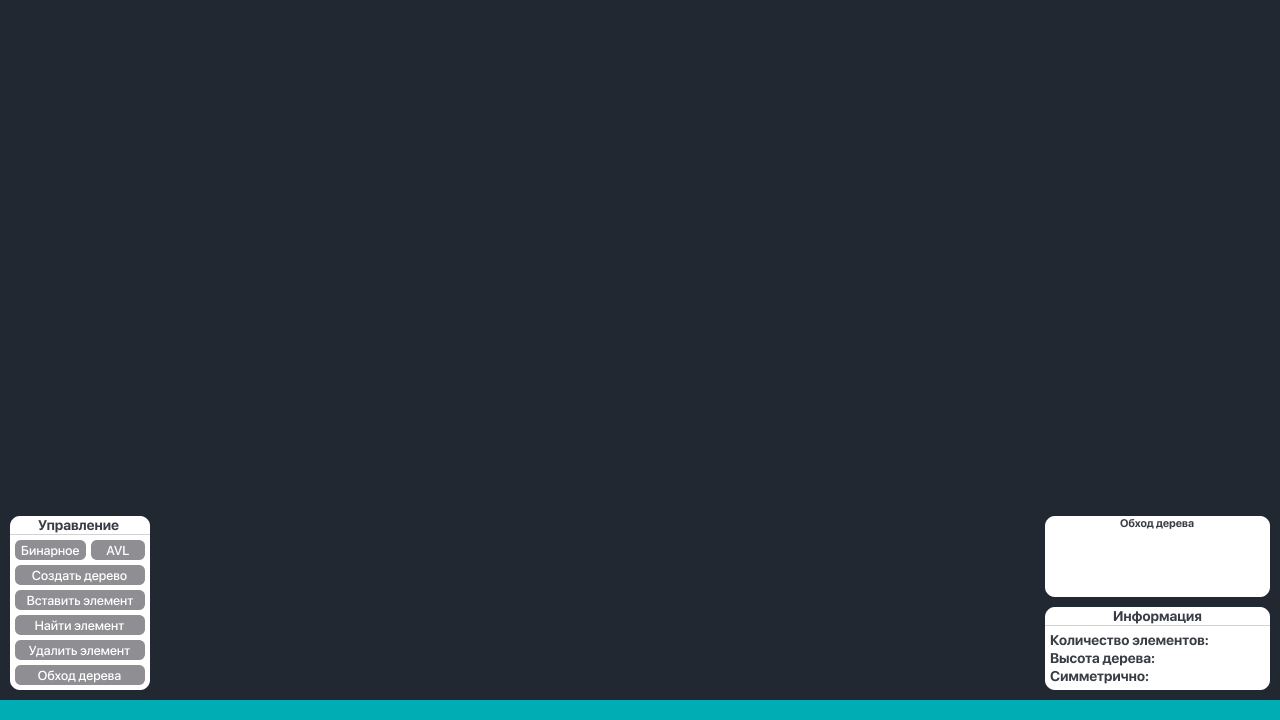 Управление
Бинарное AVL
Создать дерево
Вставить элемент
Найти элемент
Удалить элемент
Обход дерева
Обход дерева
Информация
Количество элементов:
Высота дерева:
Симметрично: